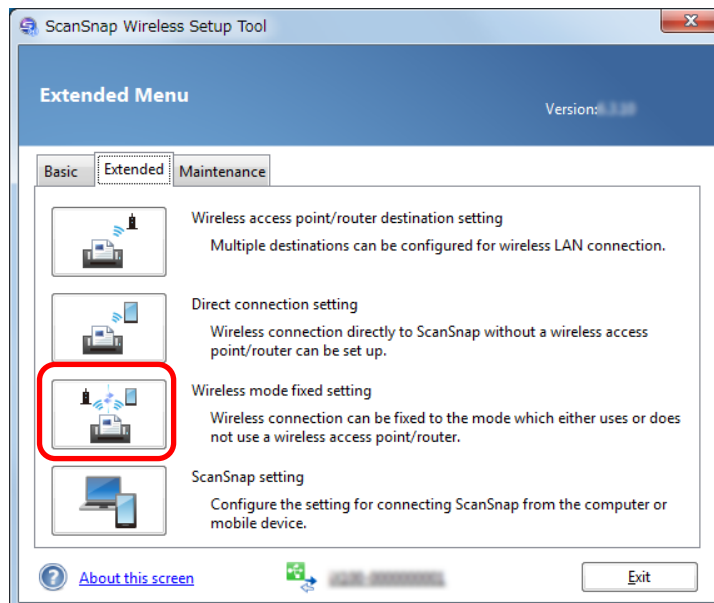 ScanSnap Wireless Setup Tool
Extended Menu
Version:
Basic
Extended
Maintenance
Wireless access point/router destination setting
Multiple destinations can be configured for wireless LAN connection.
Direct connection setting
Wireless connection directly to ScanSnap without a wireless access
point/router can be set up.
Wireless mode fixed setting
Wireless connection can be fixed to the mode which either uses or does
not use a wireless access point/router.
ScanSnap setting
Configure the setting for connecting ScanSnap from the computer or
mobile device.
About this screen
Exit